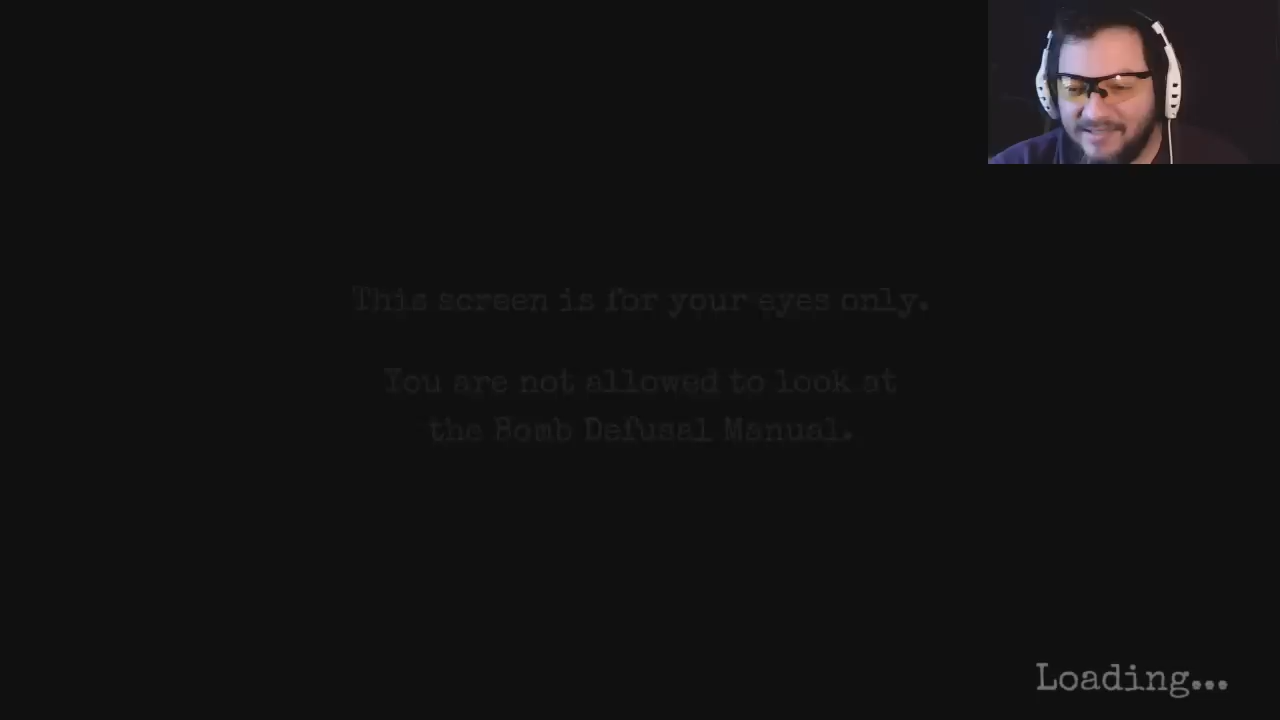 This screen is for your eyes only.
You are not allowed to look at
the Bomb Defusal Manual.
Loading...